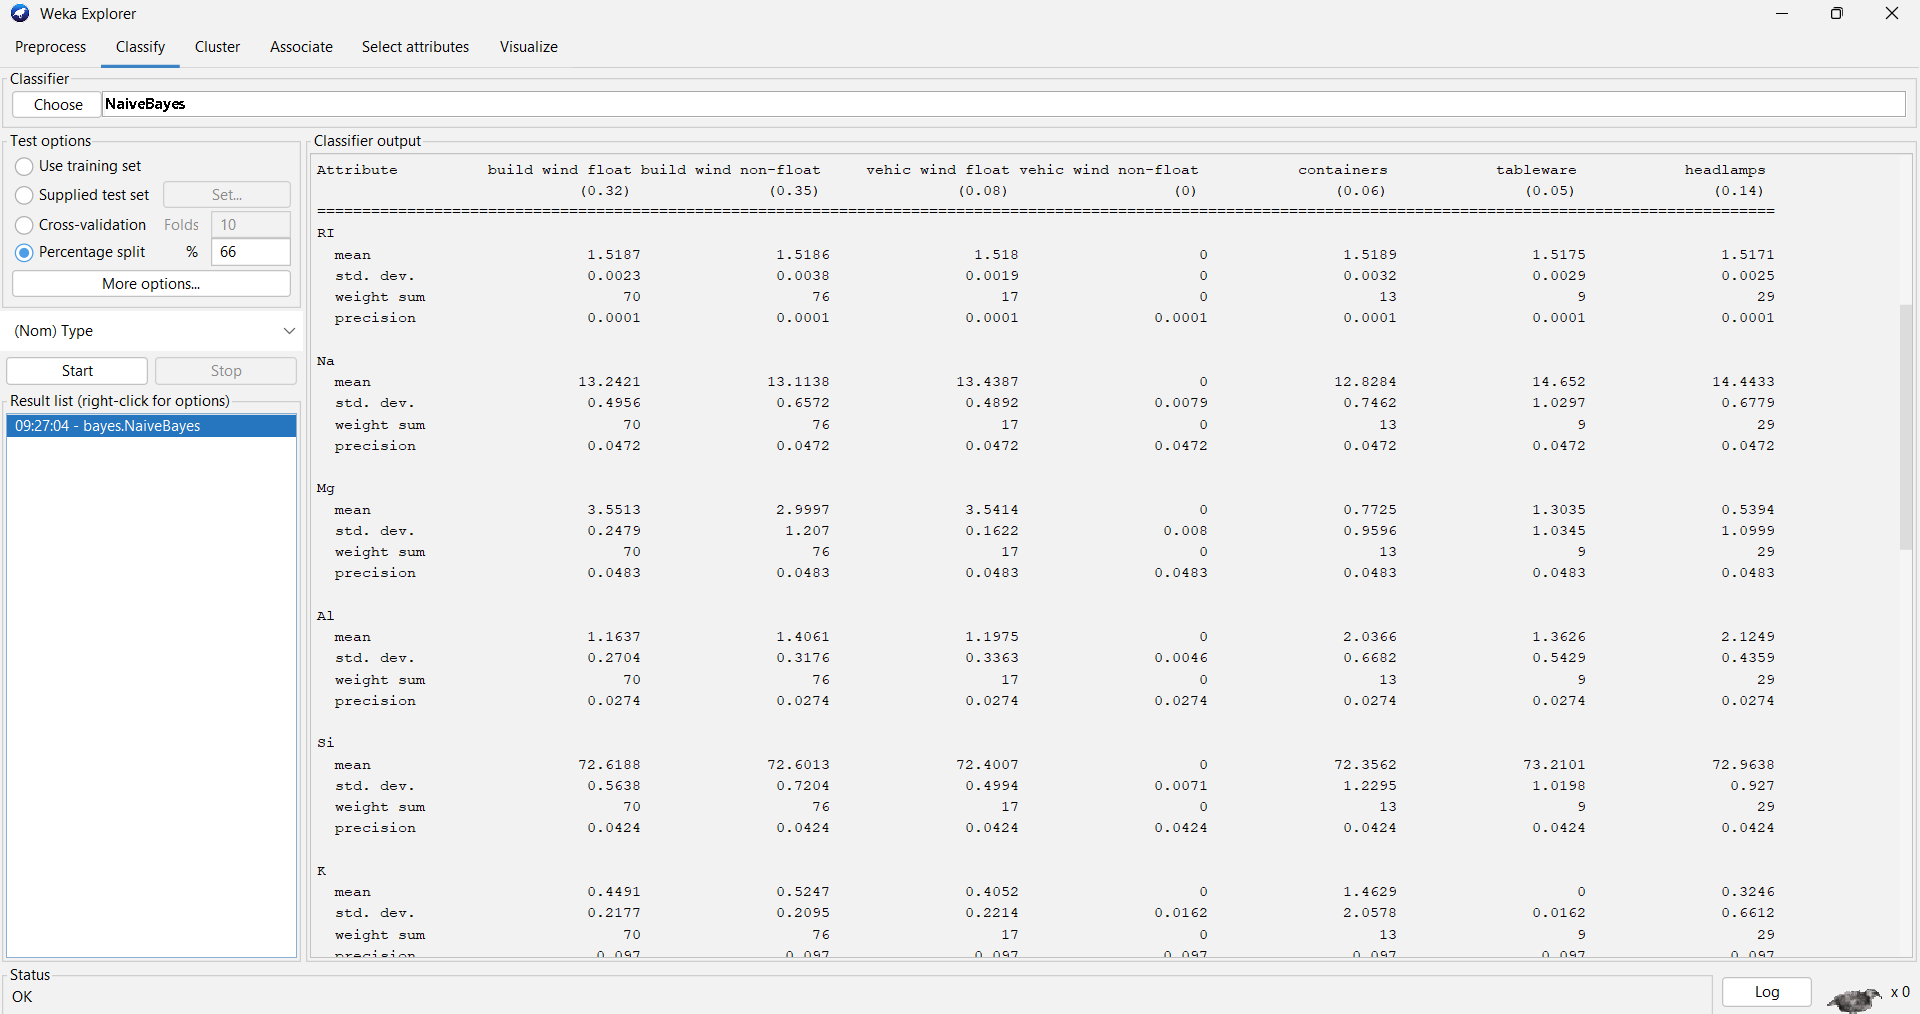 Weka Explorer
Preprocess Classify Cluster Associate Select attributes Visualize
Classifier
Choose NaiveBayes
Test options
Use training set
Supplied test set Set...
Cross-validation Folds 10
Percentage split % 66
More options...
(Nom) Type
Start Stop
Result list (right-click for options)
09:27:04 - bayes.NaiveBayes
Classifier output
Attribute build wind float build wind non-float vehic wind float vehic wind non-float containers tableware headlamps
(0.32) (0.35) (0.08) (0) (0.06) (0.05) (0.14)
==========================================================================================
RI
mean 1.5187 1.5186 1.518 0 1.5189 1.5175 1.5171
std. dev. 0.0023 0.0038 0.0019 0 0.0032 0.0029 0.0025
weight sum 70 76 17 0 13 9 29
precision 0.0001 0.0001 0.0001 0.0001 0.0001 0.0001 0.0001
Na
mean 13.2421 13.1138 13.4387 0 12.8284 14.652 14.4433
std. dev. 0.4956 0.6572 0.4892 0.0079 0.7462 1.0297 0.6779
weight sum 70 76 17 0 13 9 29
precision 0.0472 0.0472 0.0472 0.0472 0.0472 0.0472 0.0472
Mg
mean 3.5513 2.9997 3.5414 0 0.7725 1.3035 0.5394
std. dev. 0.2479 1.207 0.1622 0.008 0.9596 1.0345 1.0999
weight sum 70 76 17 0 13 9 29
precision 0.0483 0.0483 0.0483 0.0483 0.0483 0.0483 0.0483
Al
mean 1.1637 1.4061 1.1975 0 2.0366 1.3626 2.1249
std. dev. 0.2704 0.3176 0.3363 0.0046 0.6682 0.5429 0.4359
weight sum 70 76 17 0 13 9 29
precision 0.0274 0.0274 0.0274 0.0274 0.0274 0.0274 0.0274
Si
mean 72.6188 72.6013 72.4007 0 72.3562 73.2101 72.9638
std. dev. 0.5638 0.7204 0.4994 0.0071 1.2295 1.0198 0.927
weight sum 70 76 17 0 13 9 29
precision 0.0424 0.0424 0.0424 0.0424 0.0424 0.0424 0.0424
K
mean 0.4491 0.5247 0.4052 0 1.4629 0 0.3246
std. dev. 0.2177 0.2095 0.2214 0.0162 2.0578 0.0162 0.6612
weight sum 70 76 17 0 13 9 29
precision 0.097 0.097 0.097 0.097 0.097 0.097 0.097
Status
OK
Log x 0